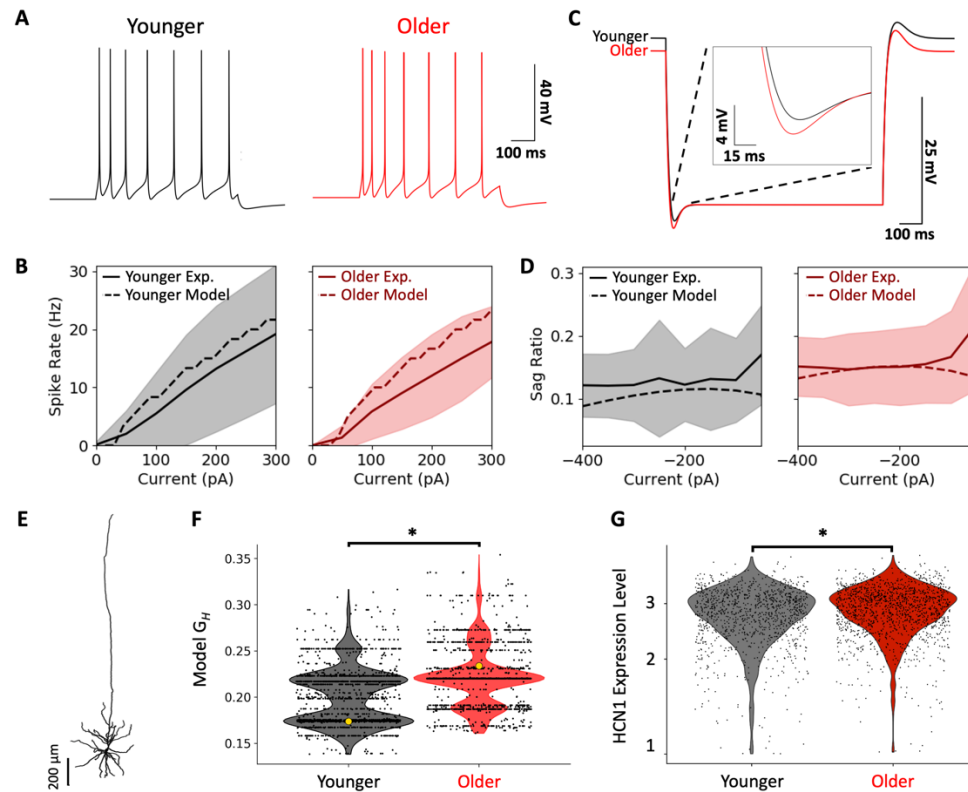 A
Younger
Older
40 mV
100 ms
C
Younger
Older
4 mV
15 ms
25 mV
100 ms
B
Spike Rate (Hz)
30
20
10
0
Younger Exp.
Younger Model
0 100 200 300
Current (pA)
Older Exp.
Older Model
0 100 200 300
Current (pA)
D
Sag Ratio
0.3
0.2
0.1
Younger Exp.
Younger Model
−400 −200
Current (pA)
Older Exp.
Older Model
−400 −200
Current (pA)
E
200 μm
F
*
Model GH
0.35
0.30
0.25
0.20
0.15
Younger
Older
G
*
HCN1 Expression Level
3
2
1
Younger
Older